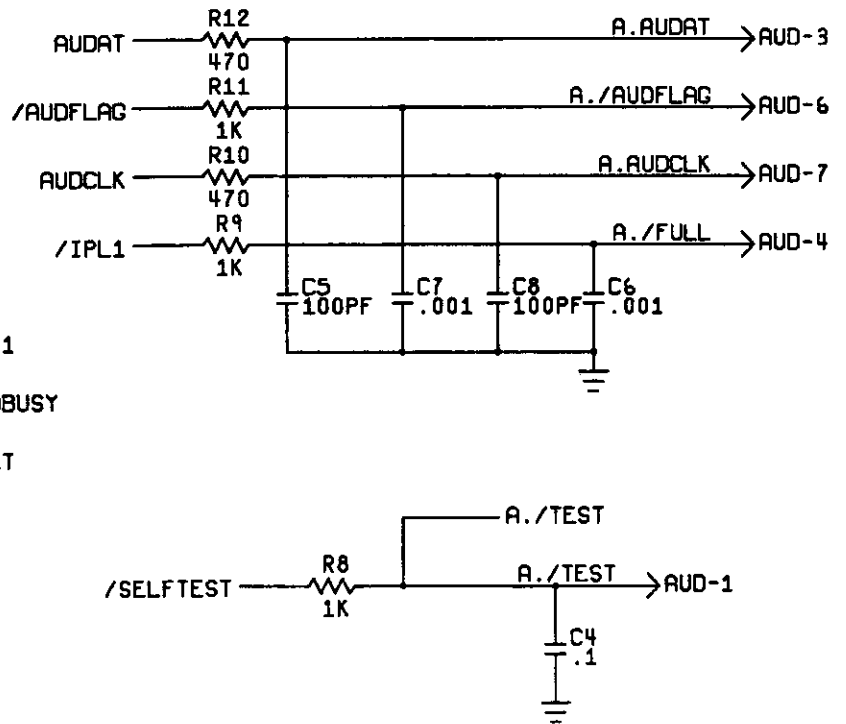 R12
AUDAT
470
A.AUDAT
AUD-3
R11
/AUDFLAG
1K
A./AUDFLAG
AUD-6
R10
AUDCLK
470
A.AUDCLK
AUD-7
R9
/IPL1
1K
A./FULL
AUD-4
C5
100PF
C7
.001
C8
100PF
C6
.001
1
OBUSY
T
A./TEST
R8
/SELFTEST
1K
A./TEST
AUD-1
C4
.1